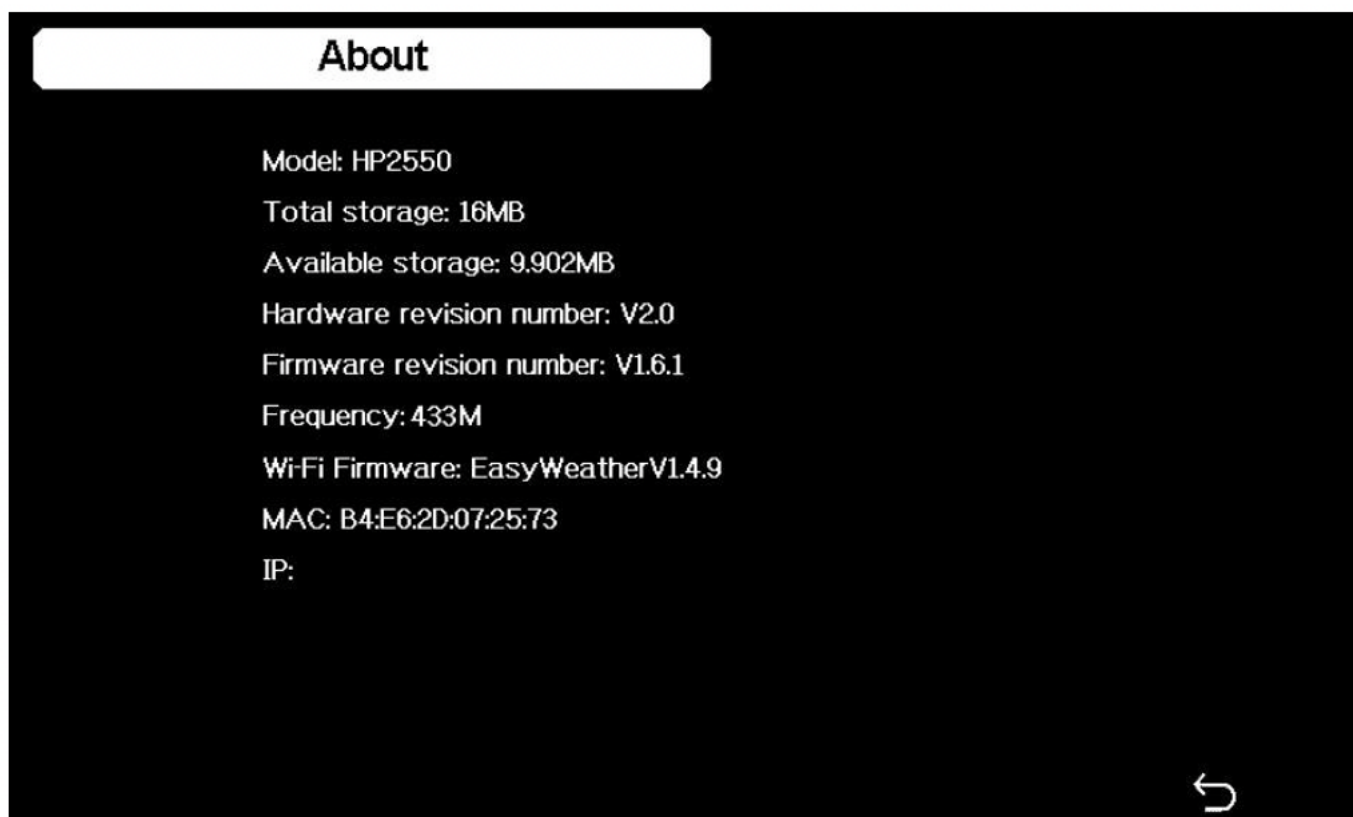 About
Model: HP2550
Total storage: 16MB
Available storage: 9.902MB
Hardware revision number: V2.0
Firmware revision number: V1.6.1
Frequency: 433M
Wi-Fi Firmware: EasyWeatherV1.4.9
MAC: B4:E6:2D:07:25:73
IP: